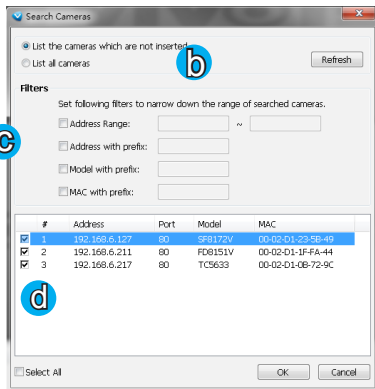 Search Cameras
List the cameras which are not inserted
b
List all cameras
Refresh
Filters
Set following filters to narrow down the range of searched cameras.
Address Range: ~
c
Address with prefix:
Model with prefix:
MAC with prefix:
# Address Port Model MAC
1 192.168.6.127 80 SF8172V 00-02-D1-23-5B-49
2 192.168.6.211 80 FD8151V 00-02-D1-1F-FA-44
3 192.168.6.217 80 TC5633 00-02-D1-0B-72-9C
d
Select All
OK Cancel